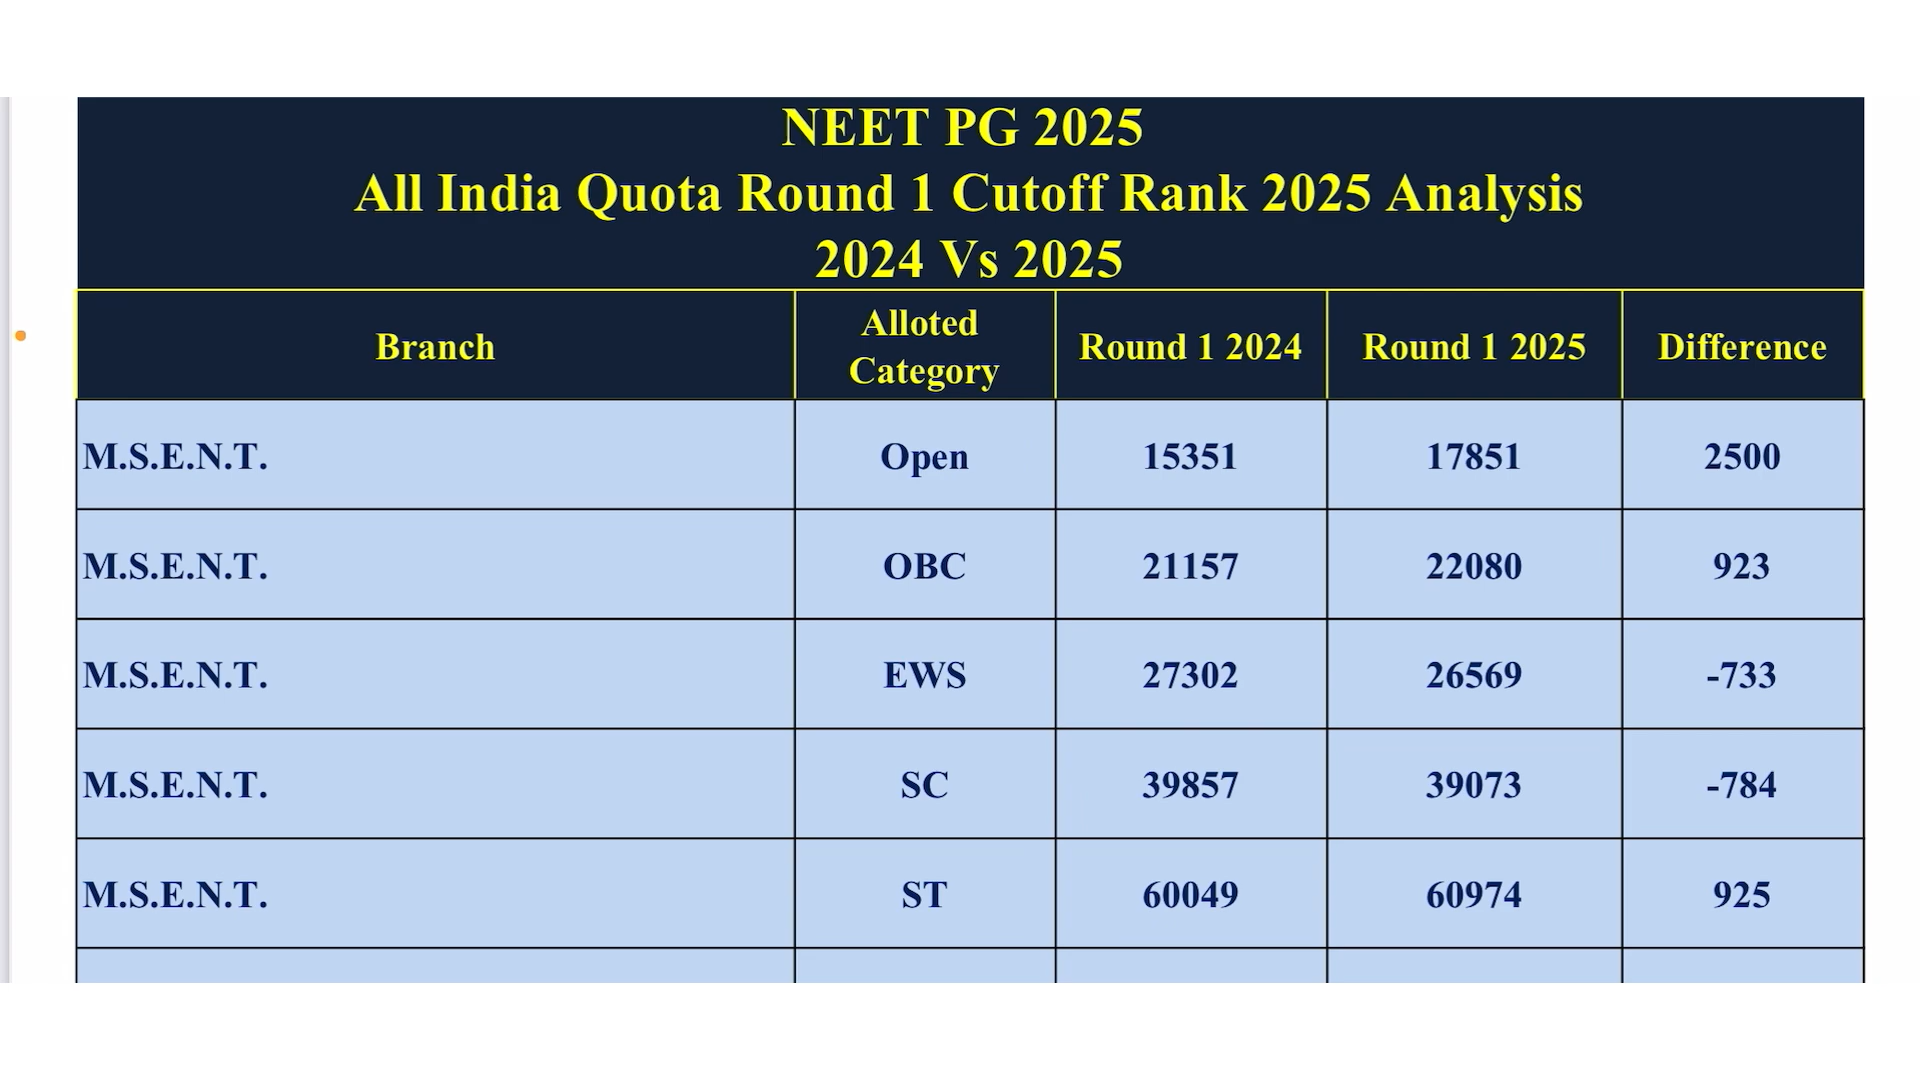 NEET PG 2025
All India Quota Round 1 Cutoff Rank 2025 Analysis
2024 Vs 2025
Branch Alloted Category Round 1 2024 Round 1 2025 Difference
M.S.E.N.T. Open 15351 17851 2500
M.S.E.N.T. OBC 21157 22080 923
M.S.E.N.T. EWS 27302 26569 -733
M.S.E.N.T. SC 39857 39073 -784
M.S.E.N.T. ST 60049 60974 925